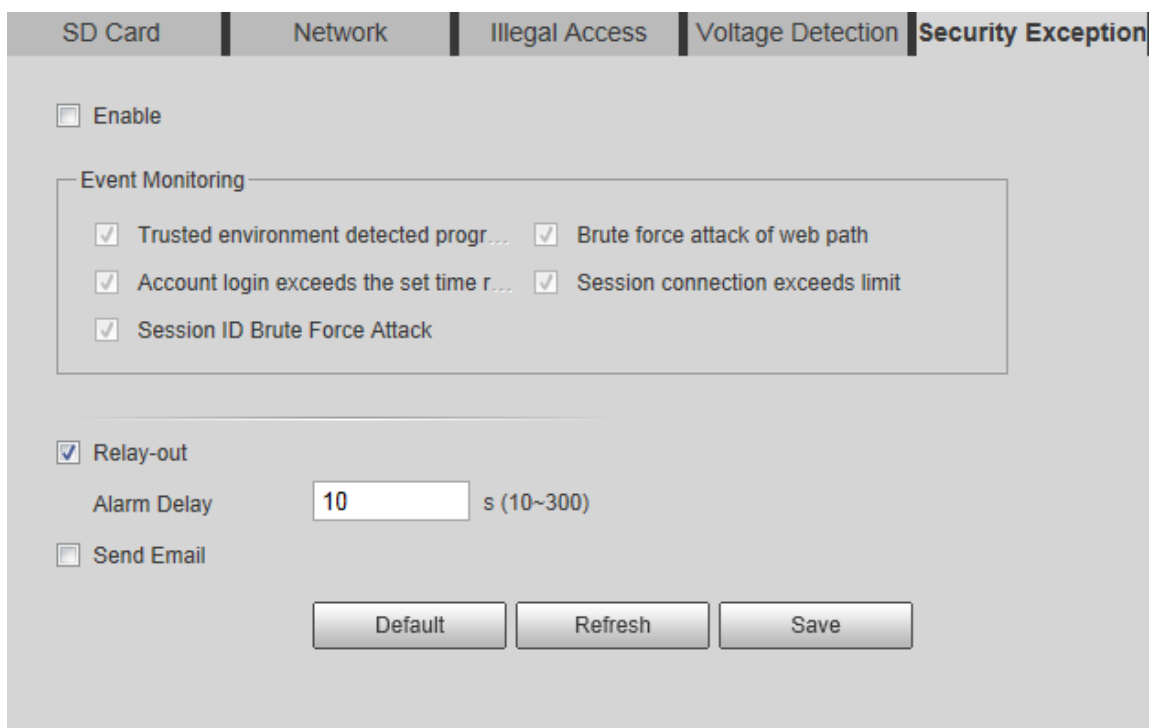 SD Card Network Illegal Access Voltage Detection Security Exception
Enable
Event Monitoring
Trusted environment detected progr... Brute force attack of web path
Account login exceeds the set time r... Session connection exceeds limit
Session ID Brute Force Attack
Relay-out
Alarm Delay 10 s (10~300)
Send Email
Default Refresh Save